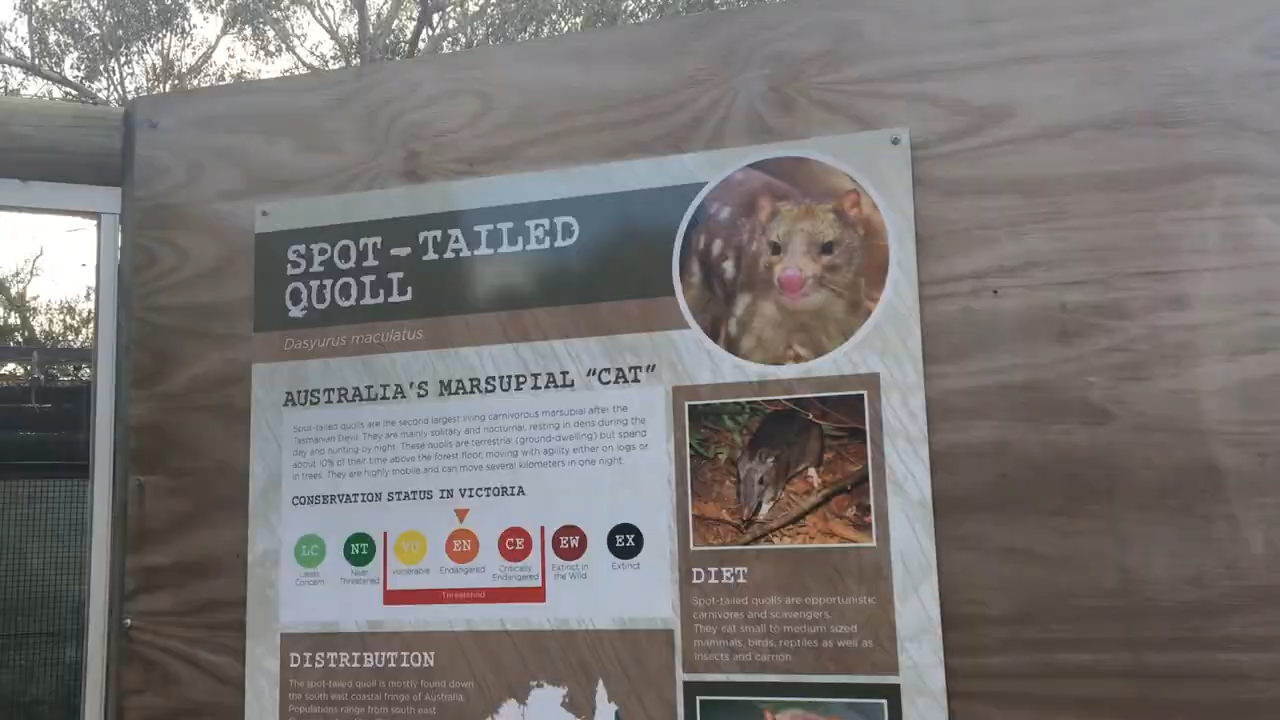 SPOT-TAILED
QUOLL
Dasyurus maculatus
AUSTRALIA'S MARSUPIAL "CAT"
Spot-tailed quolls are the second largest living carnivorous marsupial after the
Tasmanian Devil. They are mainly solitary and nocturnal, resting in dens during the
day and hunting by night. These quolls are terrestrial (ground-dwelling) but spend
about 10% of their time above the forest floor, moving with agility either on logs or
in trees. They are highly mobile and can move several kilometers in one night.
CONSERVATION STATUS IN VICTORIA
LC NT VU EN CE EW EX
Least Concern
Near Threatened
Vulnerable
Endangered
Critically Endangered
Extinct in the Wild
Extinct
Threatened
DIET
Spot-tailed quolls are opportunistic
carnivores and scavengers.
They eat small to medium sized
mammals, birds, reptiles as well as
insects and carrion.
DISTRIBUTION
The spot-tailed quoll is mostly found down
the south east coastal fringe of Australia.
Populations range from south east